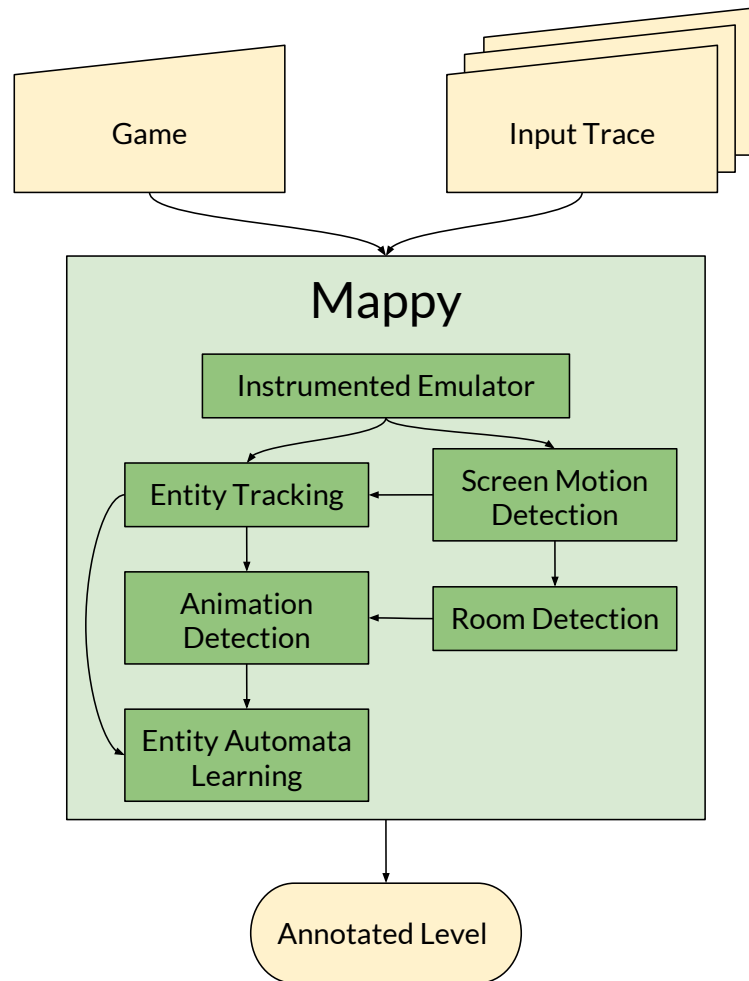 Game
Input Trace
Mappy
Instrumented Emulator
Entity Tracking
Screen Motion
Detection
Animation
Detection
Room Detection
Entity Automata
Learning
Annotated Level